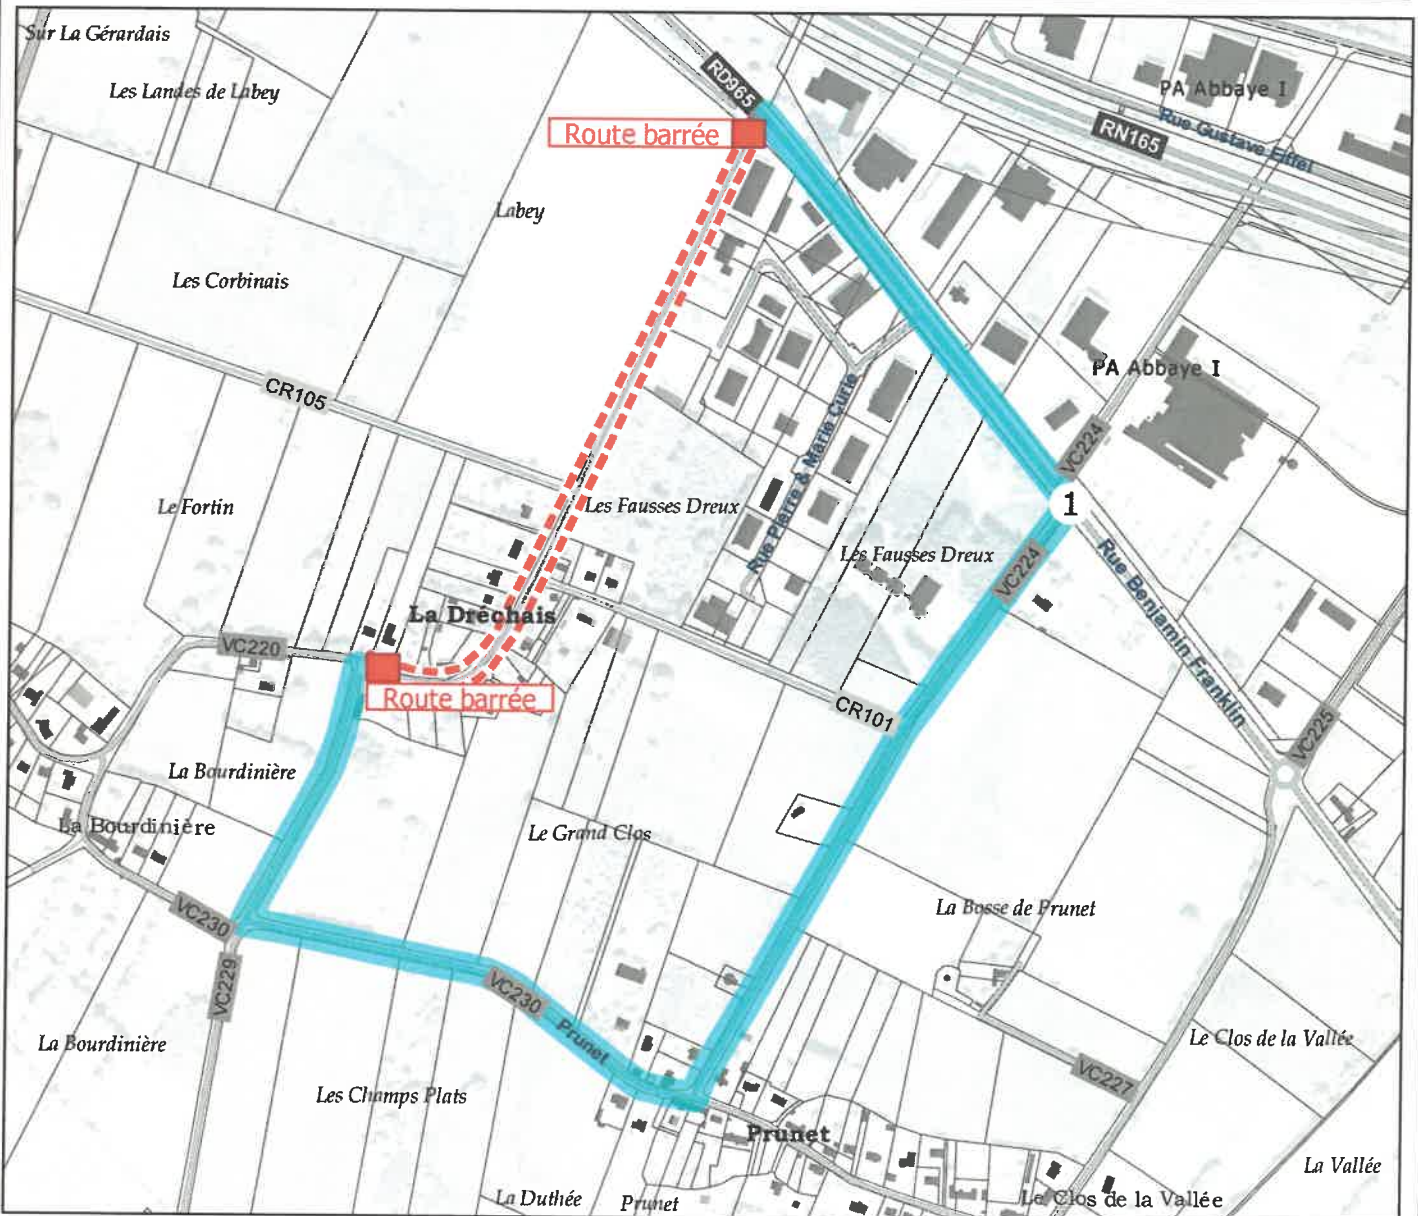 Sur La Gérardais
Les Landes de Labey
RD965
PA Abbaye I
Rue Gustave Eiffel
RN165
Route barrée
Labey
Les Corbinais
CR105
PA Abbaye I
Rue Pierre & Marie Curie
VC224
1
Le Fortin
Les Fausses Dreux
Les Fausses Dreux
VC224
Rue Benjamin Franklin
La Dréchais
VC220
Route barrée
CR101
VC225
La Bourdinière
La Bourdinière
Le Grand Clos
VC230
La Bosse de Prunet
VC229
VC230
Prunet
La Bourdinière
Le Clos de la Vallée
VC227
Les Champs Plats
Prunet
La Vallée
La Duthée
Prunet
Le Clos de la Vallée